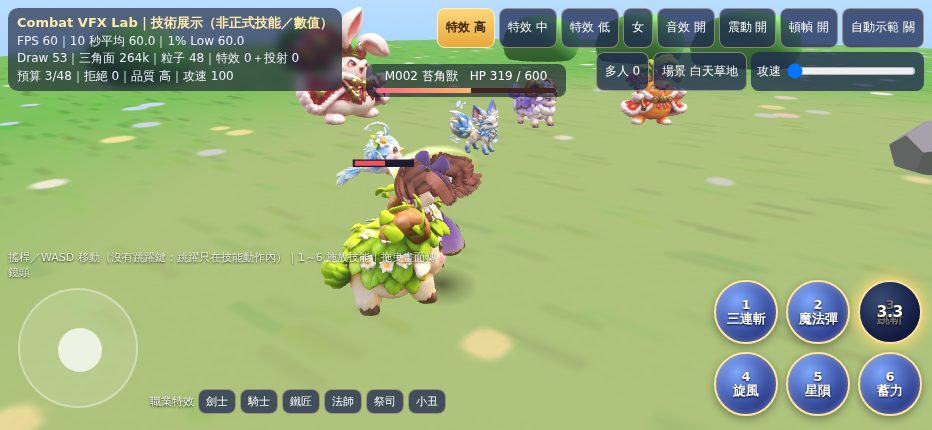 Combat VFX Lab｜技術展示（非正式技能／數值）
FPS 60｜10 秒平均 60.0｜1% Low 60.0
Draw 53｜三角面 264k｜粒子 48｜特效 0＋投射 0
預算 3/48｜拒絕 0｜品質 高｜攻速 100
特效 高
特效 中
特效 低
女
音效 開
震動 開
頓幀 開
自動示範 關
M002 苔角獸 HP 319 / 600
多人 0
場景 白天草地
攻速
搖桿／WASD 移動（沒有跳躍鍵；跳躍只在技能動作內）｜1～6 施放技能｜拖曳畫面轉
鏡頭
1
三連斬
2
魔法彈
3.3
4
旋風
5
星隕
6
蓄力
職業特效
劍士
騎士
鐵匠
法師
祭司
小丑